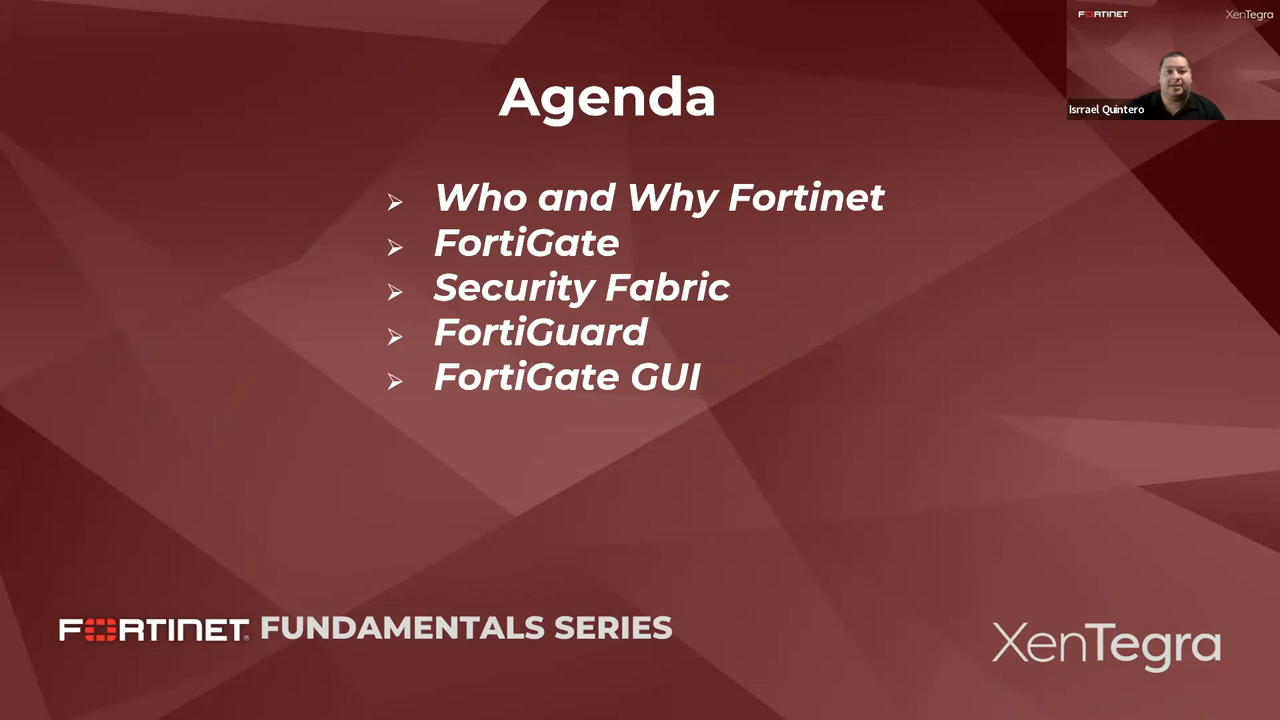 FORTINET
XenTegra
Isrrael Quintero
Agenda
➢ Who and Why Fortinet
➢ FortiGate
➢ Security Fabric
➢ FortiGuard
➢ FortiGate GUI
FORTINET® FUNDAMENTALS SERIES
XenTegra